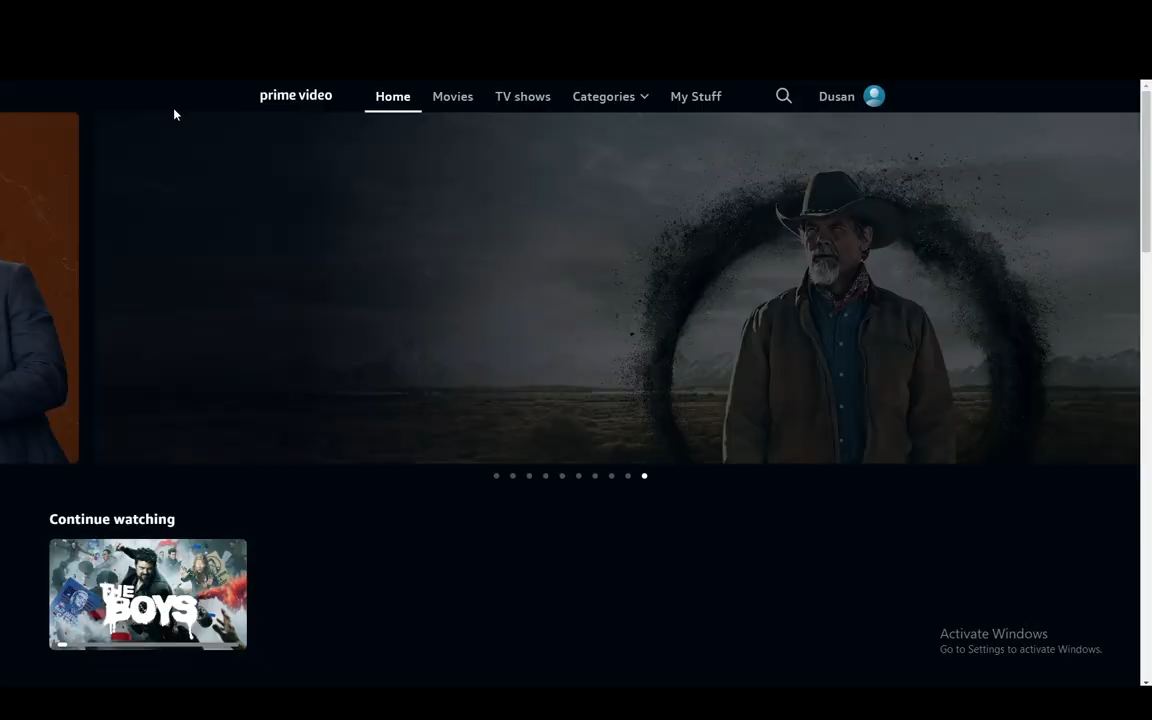 prime video
Home
Movies
TV shows
Categories
My Stuff
Dusan
Continue watching
THE
BOYS
Activate Windows
Go to Settings to activate Windows.